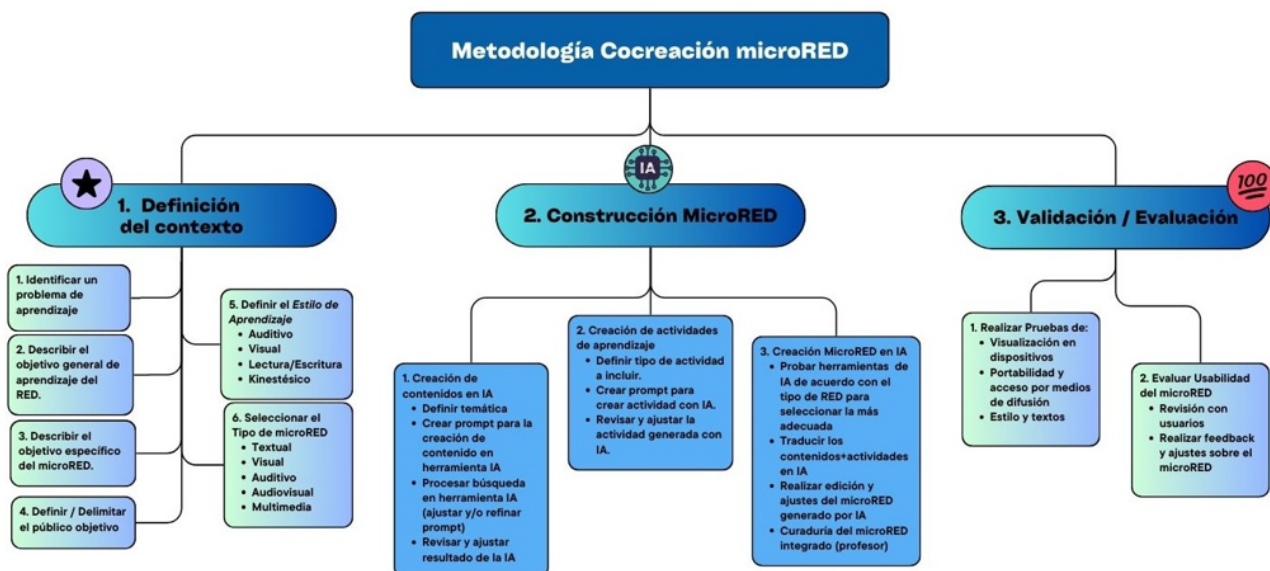 Metodología Cocreación microRED
1. Definición
del contexto
1. Identificar un
problema de
aprendizaje
2. Describir el
objetivo general de
aprendizaje del
RED.
3. Describir el
objetivo específico
del microRED.
4. Definir / Delimitar
el público objetivo
5. Definir el Estilo de
Aprendizaje
• Auditivo
• Visual
• Lectura/Escritura
• Kinestésico
6. Seleccionar el
Tipo de microRED
• Textual
• Visual
• Auditivo
• Audiovisual
• Multimedia
IA
2. Construcción MicroRED
1. Creación de
contenidos en IA
• Definir temática
• Crear prompt para la
creación de
contenido en
herramienta IA
• Procesar búsqueda
en herramienta IA
(ajustar y/o refinar
prompt)
• Revisar y ajustar
resultado de la IA
2. Creación de actividades
de aprendizaje
• Definir tipo de actividad
a incluir.
• Crear prompt para
crear actividad con IA.
• Revisar y ajustar la
actividad generada con
IA.
3. Creación MicroRED en IA
• Probar herramientas de
IA de acuerdo con el
tipo de RED para
seleccionar la más
adecuada
• Traducir los
contenidos+actividades
en IA
• Realizar edición y
ajustes del microRED
generado por IA
• Curaduría del microRED
integrado (profesor)
100
3. Validación / Evaluación
1. Realizar Pruebas de:
• Visualización en
dispositivos
• Portabilidad y
acceso por medios
de difusión
• Estilo y textos
2. Evaluar Usabilidad
del microRED
• Revisión con
usuarios
• Realizar feedback
y ajustes sobre el
microRED